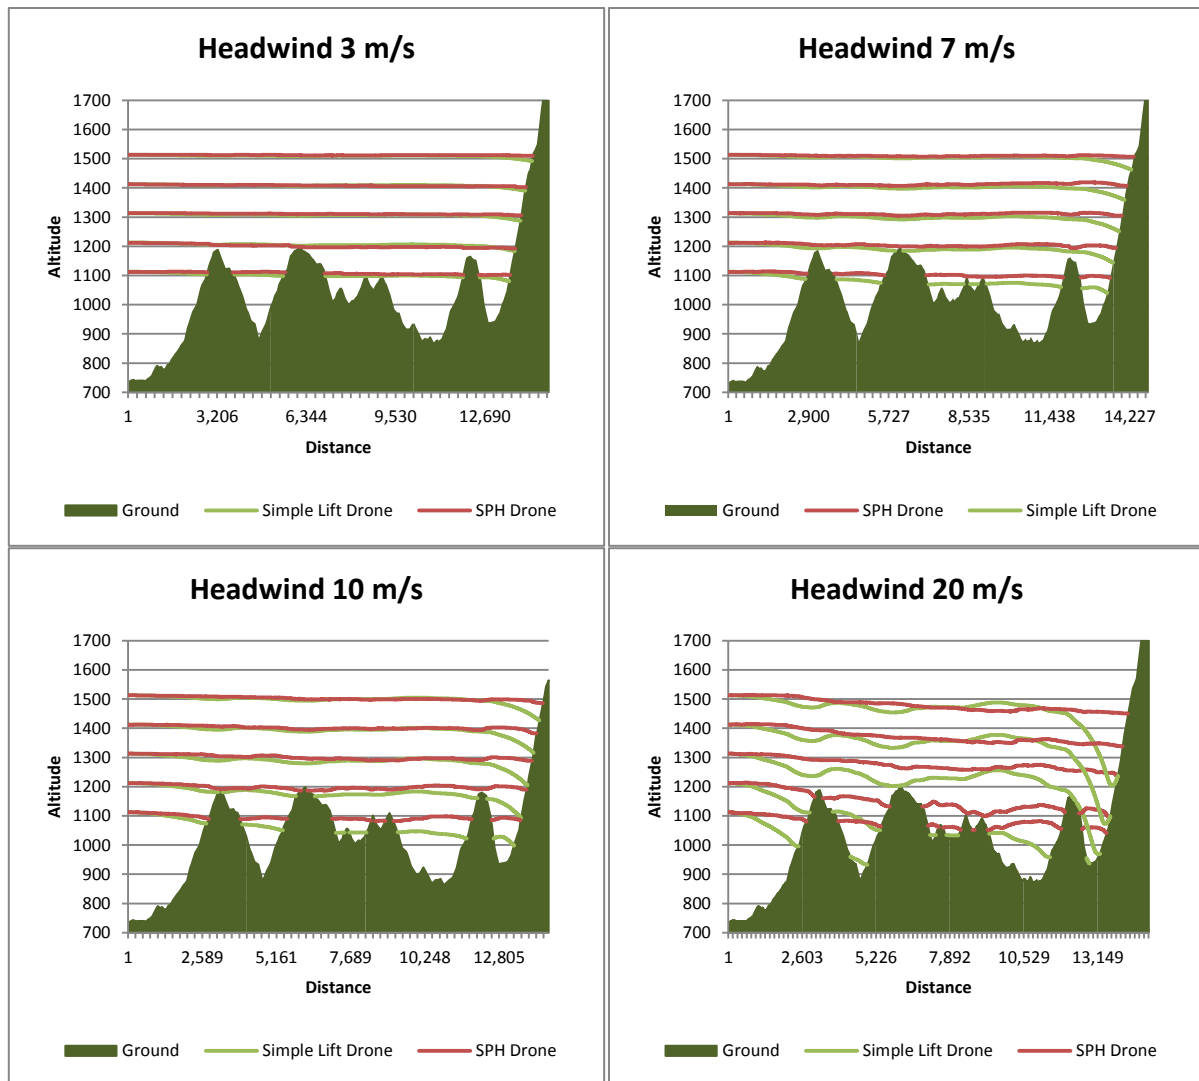 Headwind 3 m/s
1700
1600
1500
1400
1300
1200
1100
1000
900
800
700
Altitude
1 3,206 6,344 9,530 12,690
Distance
Ground Simple Lift Drone SPH Drone
Headwind 7 m/s
1700
1600
1500
1400
1300
1200
1100
1000
900
800
700
Altitude
1 2,900 5,727 8,535 11,438 14,227
Distance
Ground SPH Drone Simple Lift Drone
Headwind 10 m/s
1700
1600
1500
1400
1300
1200
1100
1000
900
800
700
Altitude
1 2,589 5,161 7,689 10,248 12,805
Distance
Ground Simple Lift Drone SPH Drone
Headwind 20 m/s
1700
1600
1500
1400
1300
1200
1100
1000
900
800
700
Altitude
1 2,603 5,226 7,892 10,529 13,149
Distance
Ground Simple Lift Drone SPH Drone